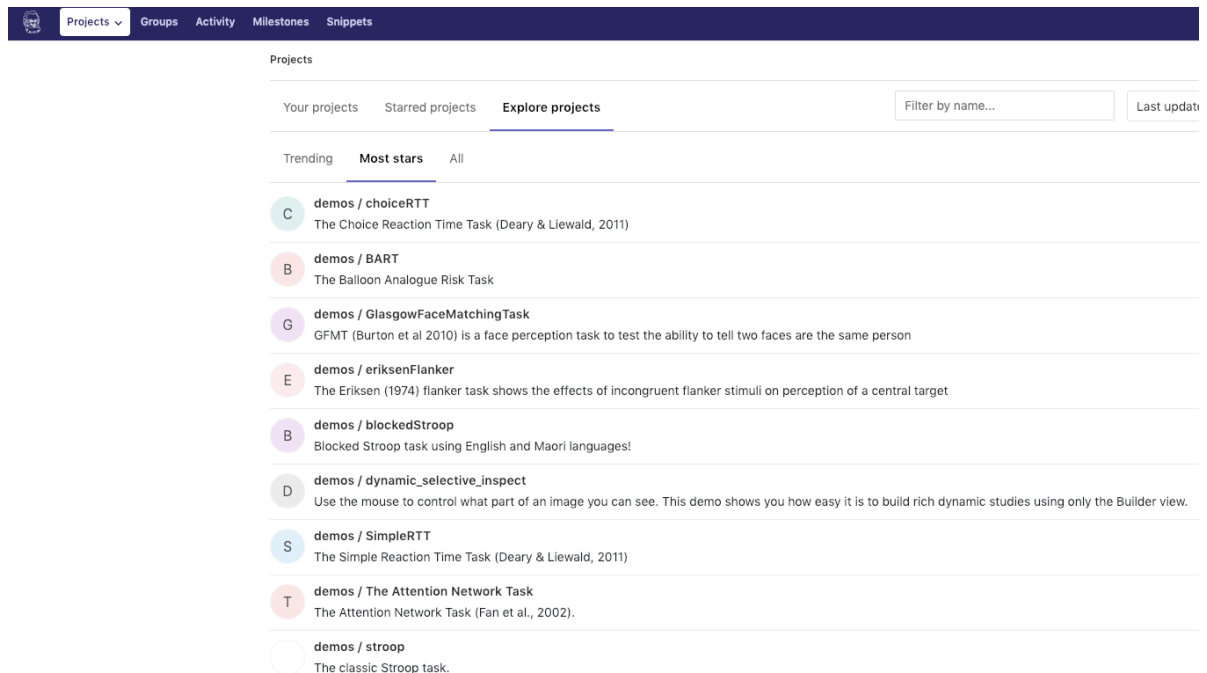 Projects Groups Activity Milestones Snippets
Projects
Your projects Starred projects Explore projects Filter by name...
Last
Trending Most stars All
C
demos / choiceRTT
The Choice Reaction Time Task (Deary & Liewald, 2011)
B
demos / BART
The Balloon Analogue Risk Task
G
demos / GlasgowFaceMatchingTask
GFMT (Burton et al 2010) is a face perception task to test the ability to tell two faces are the same person
E
demos / eriksenFlanker
The Eriksen (1974) flanker task shows the effects of incongruent flanker stimuli on perception of a central target
B
demos / blockedStroop
Blocked Stroop task using English and Maori languages!
D
demos / dynamic_selective_inspect
Use the mouse to control what part of an image you can see. This demo shows you how easy it is to build rich dynamic studies using only the Builder view.
S
demos / SimpleRTT
The Simple Reaction Time Task (Deary & Liewald, 2011)
T
demos / The Attention Network Task
The Attention Network Task (Fan et al., 2002).
demos / stroop
The classic Stroop task.